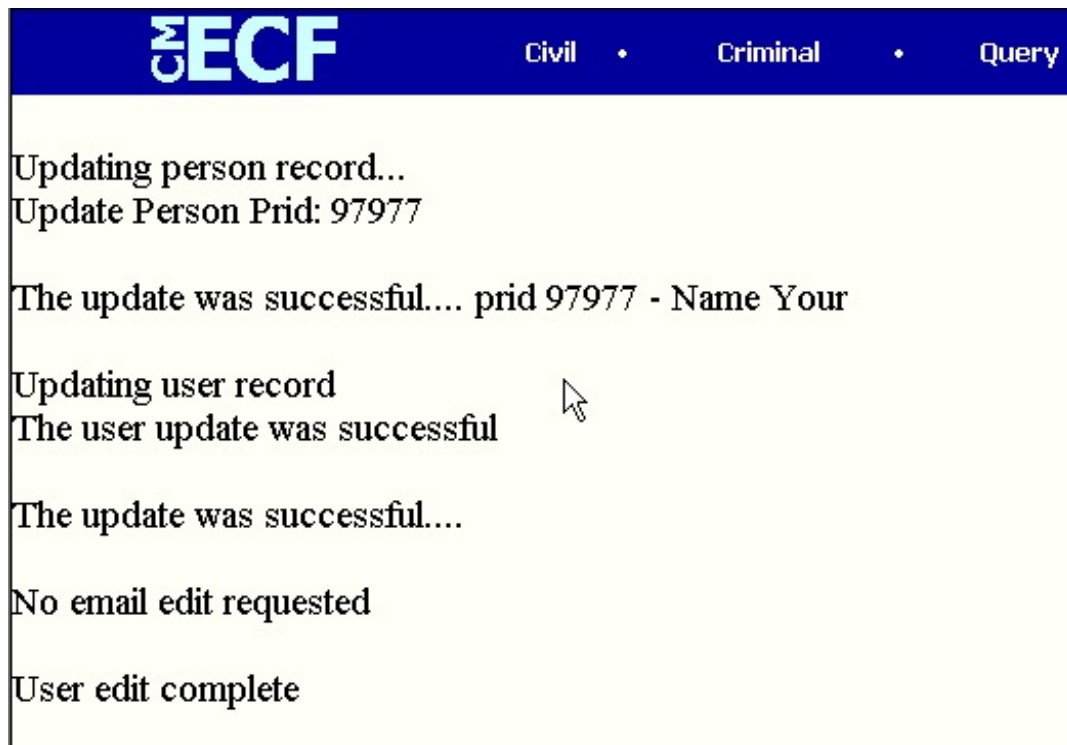 CM ECF Civil • Criminal • Query
Updating person record...
Update Person Prid: 97977
The update was successful.... prid 97977 - Name Your
Updating user record
The user update was successful
The update was successful....
No email edit requested
User edit complete